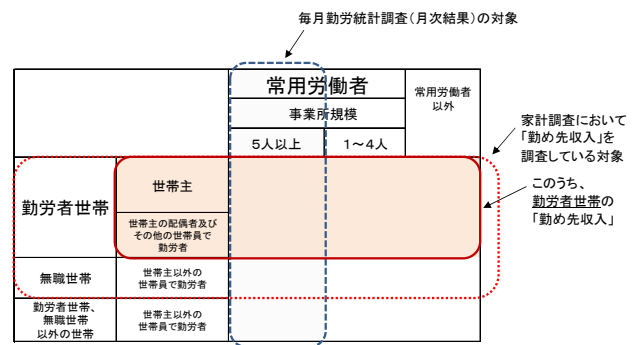 毎月勤労統計調査(月次結果)の対象
常用労働者
常用労働者
以外
事業所規模
5人以上
1~4人
家計調査において
「勤め先収入」を
調査している対象
このうち、
勤労者世帯の
「勤め先収入」
勤労者世帯
世帯主
世帯主の配偶者及び
その他の世帯員で
勤労者
無職世帯
世帯主以外の
世帯員で勤労者
勤労者世帯、
無職世帯
以外の世帯
世帯主以外の
世帯員で勤労者